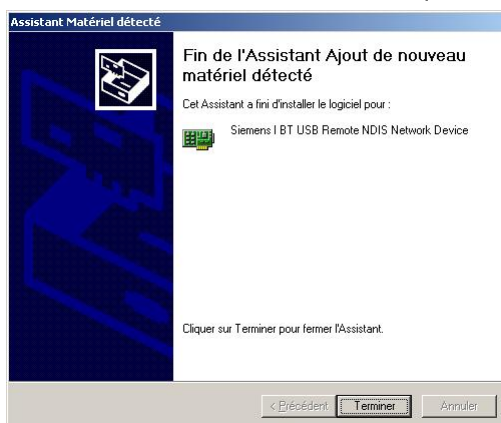 Assistant Matériel détecté
Fin de l'Assistant Ajout de nouveau
matériel détecté
Cet Assistant a fini d'installer le logiciel pour :
Siemens I BT USB Remote NDIS Network Device
Cliquer sur Terminer pour fermer l'Assistant.
< Précédent Terminer Annuler